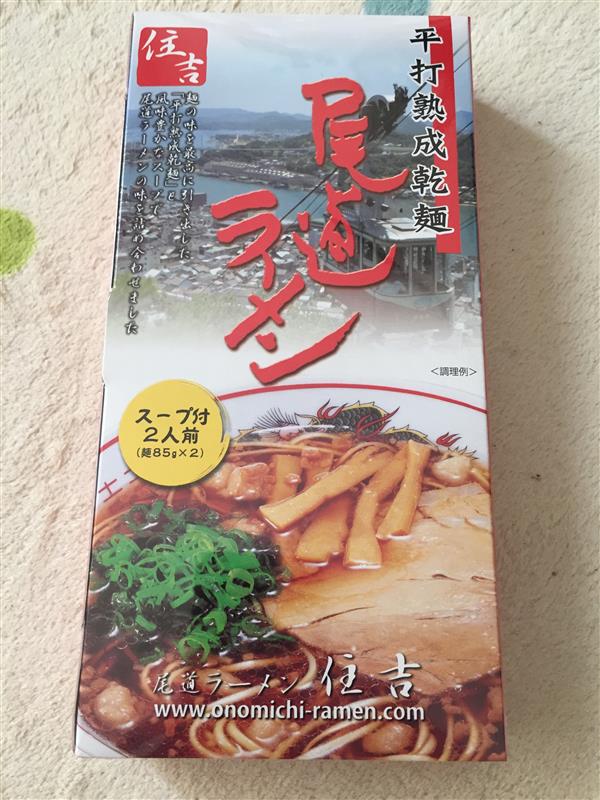 住吉
平打熟成乾麺
尾道
ラーメン
麺の味を最高に引き出した
「平打熟成乾麺」と
風味豊かなスープで
尾道ラーメンの味を詰め合わせました
<調理例>
スープ付
2人前
(麺85g×2)
尾道ラーメン 住吉
www.onomichi-ramen.com